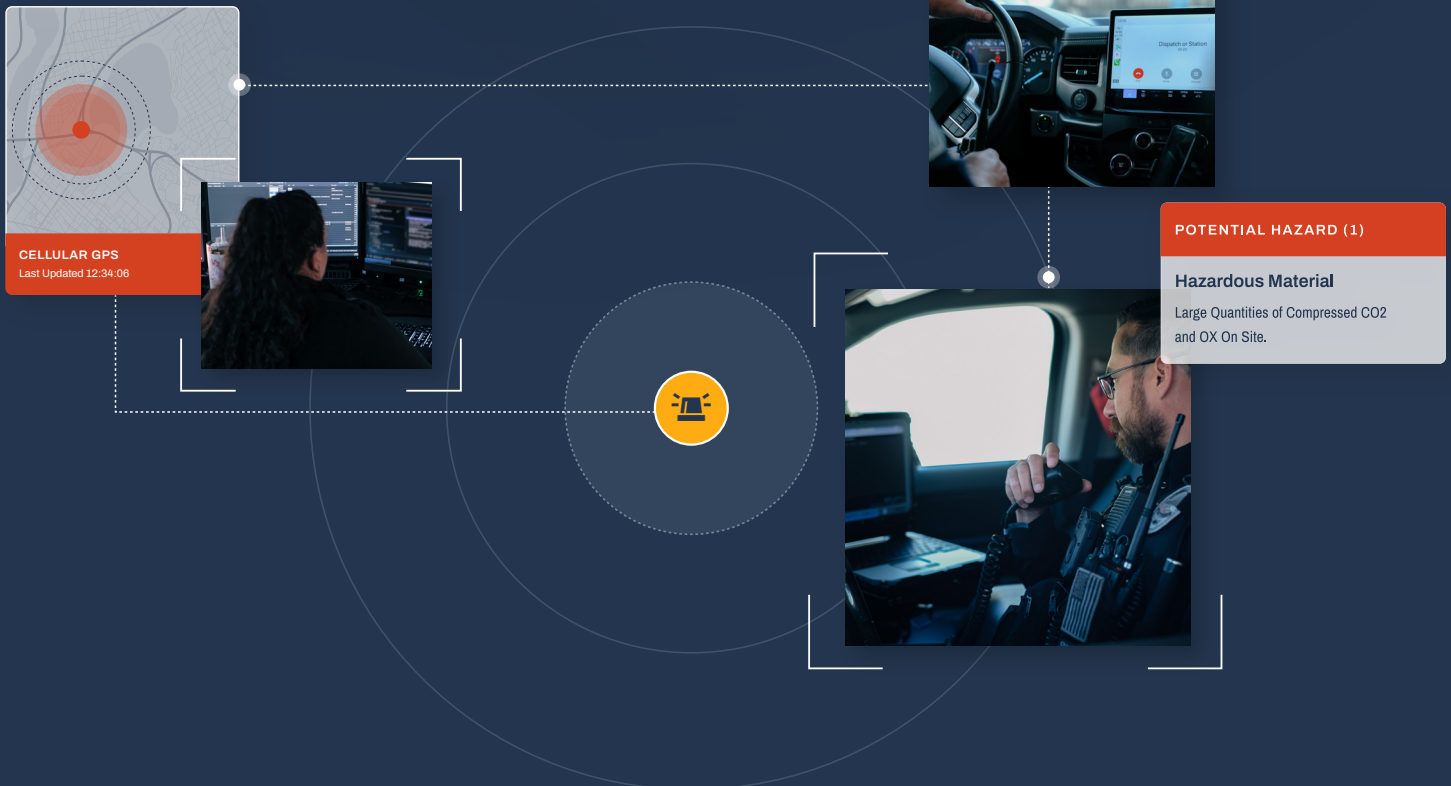 Dispatch or Station
CELLULAR GPS
Last Updated 12:34:06
POTENTIAL HAZARD (1)
Hazardous Material
Large Quantities of Compressed CO2
and OX On Site.